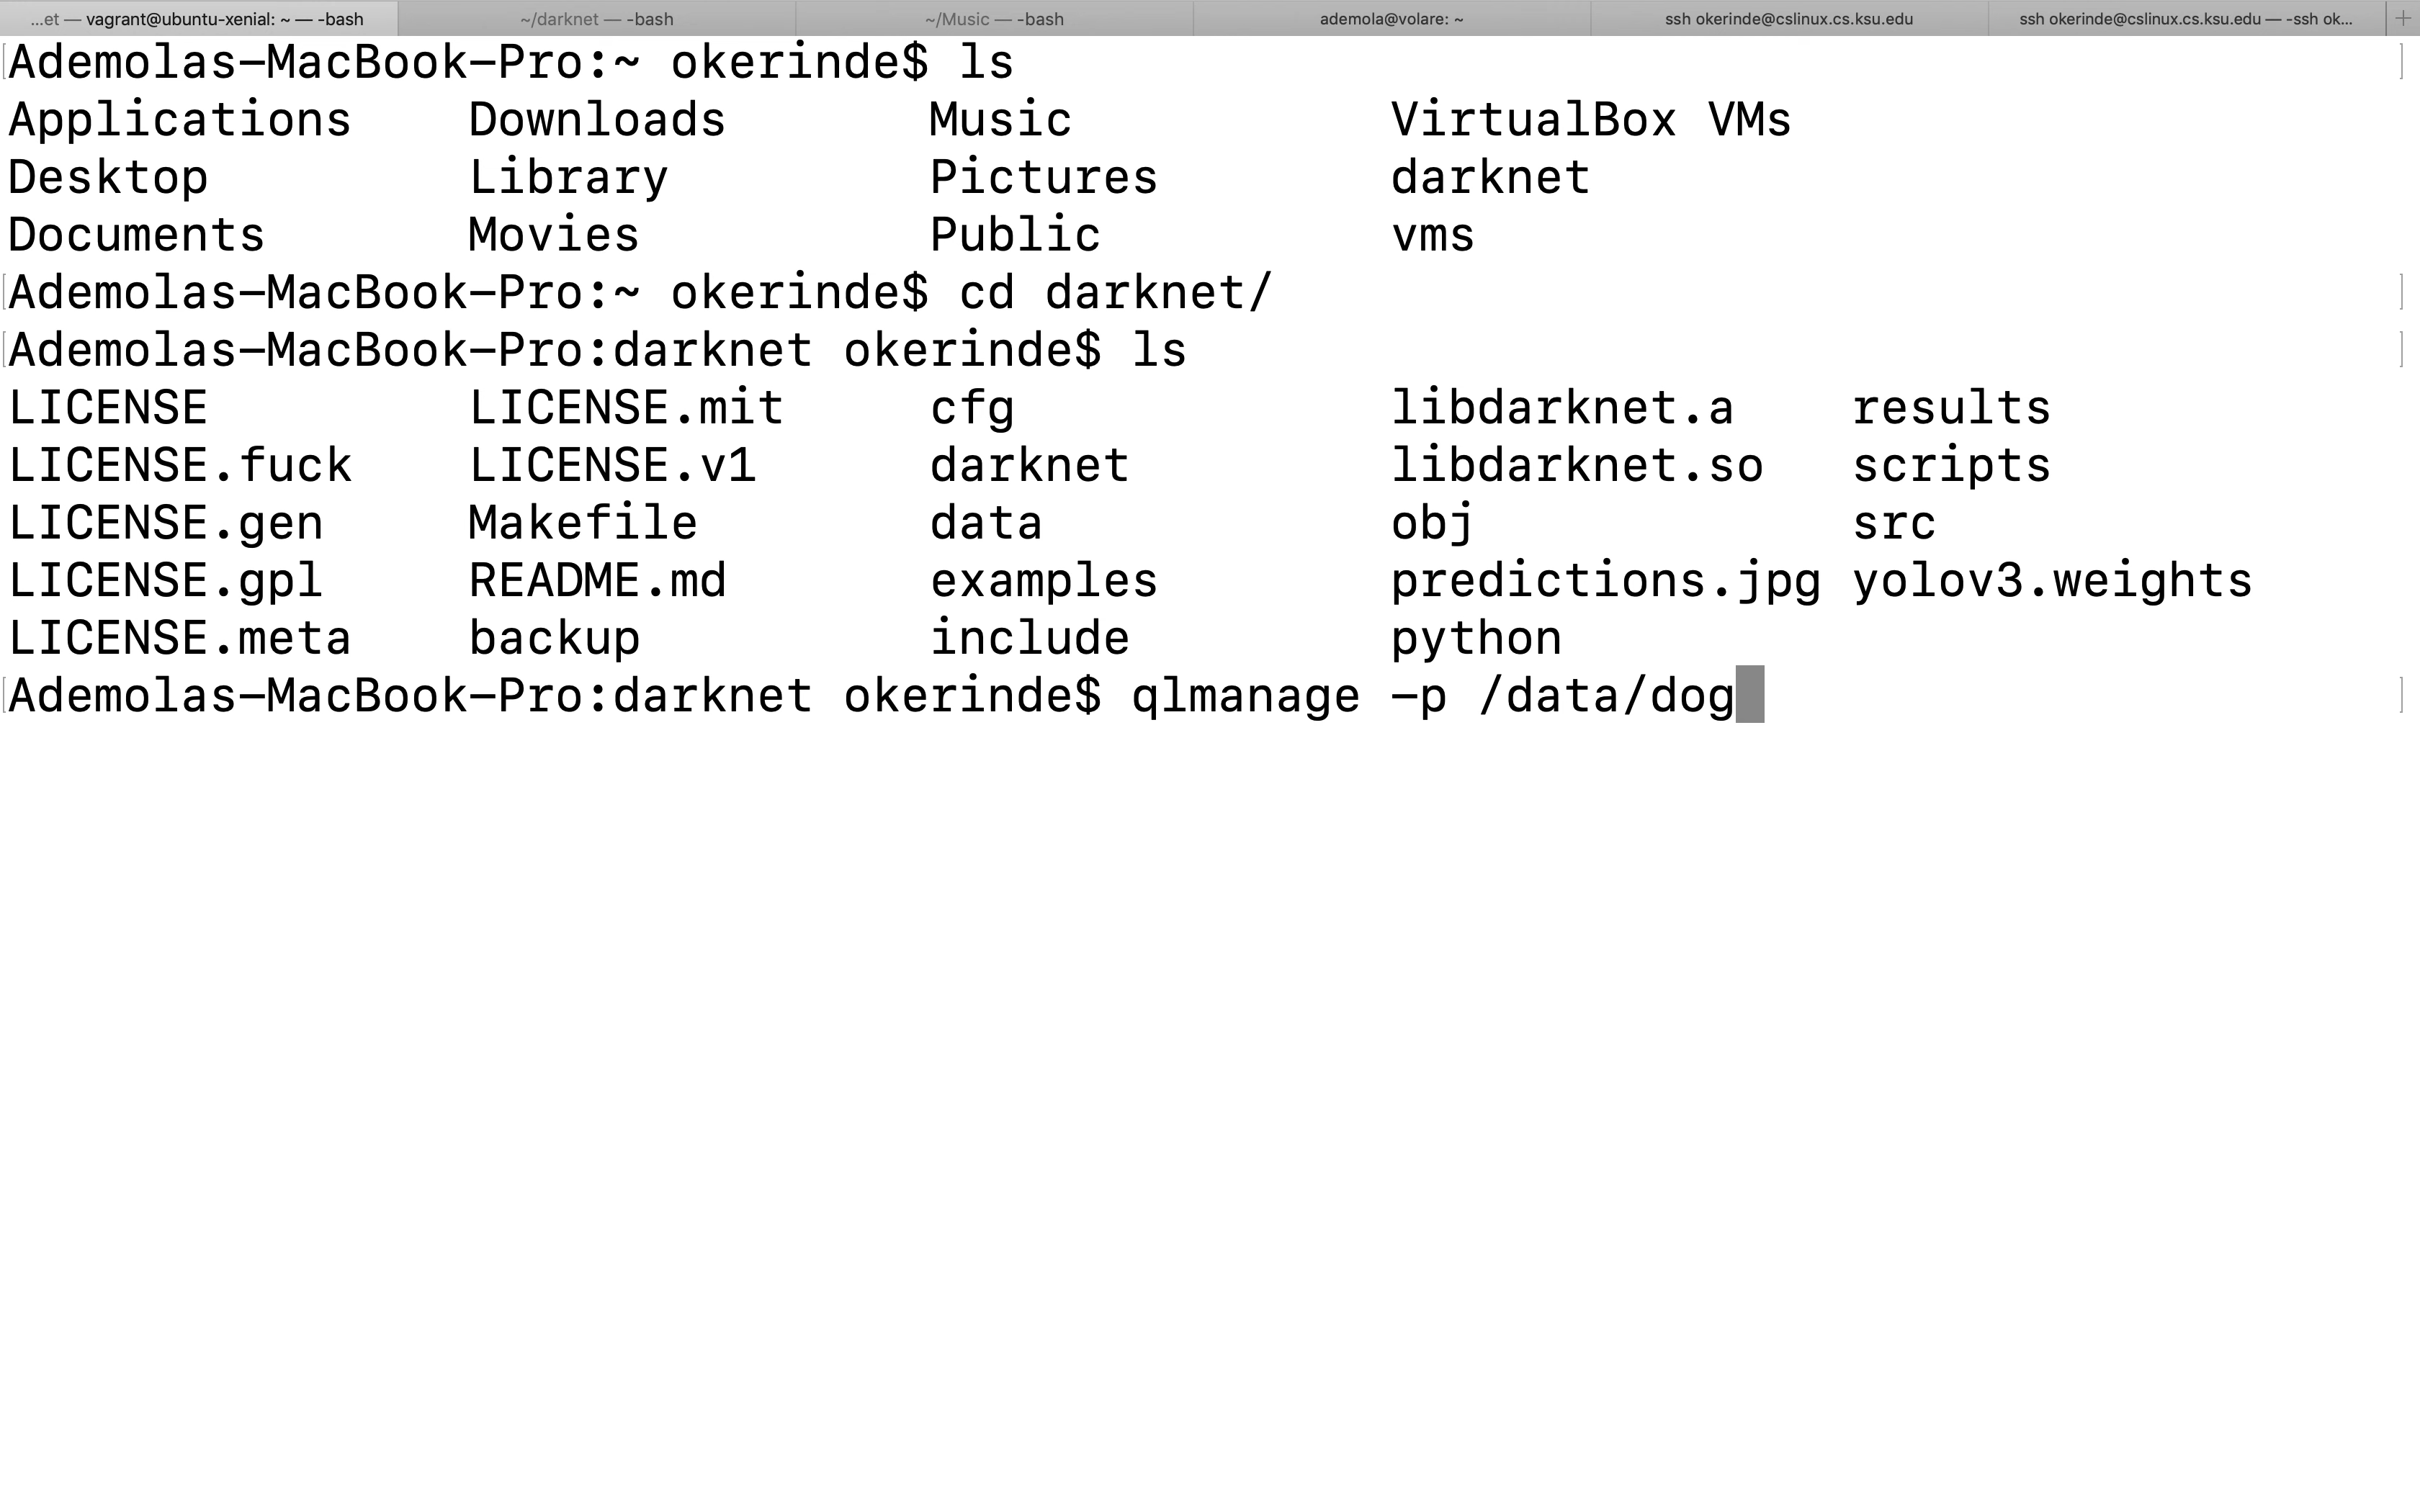 ...et — vagrant@ubuntu-xenial: ~ — -bash ~/darknet — -bash ~/Music — -bash ademola@volare: ~ ssh okerinde@cslinux.cs.ksu.edu ssh okerinde@cslinux.cs.ksu.edu — -ssh ok... +
Ademolas-MacBook-Pro:~ okerinde$ ls
Applications Downloads Music VirtualBox VMs
Desktop Library Pictures darknet
Documents Movies Public vms
Ademolas-MacBook-Pro:~ okerinde$ cd darknet/
Ademolas-MacBook-Pro:darknet okerinde$ ls
LICENSE LICENSE.mit cfg libdarknet.a results
LICENSE.fuck LICENSE.v1 darknet libdarknet.so scripts
LICENSE.gen Makefile data obj src
LICENSE.gpl README.md examples predictions.jpg yolov3.weights
LICENSE.meta backup include python
Ademolas-MacBook-Pro:darknet okerinde$ qlmanage -p /data/dog